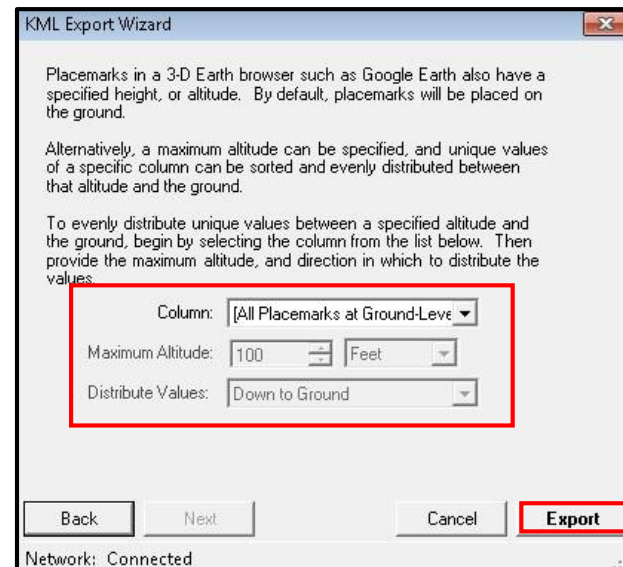 KML Export Wizard
Placemarks in a 3-D Earth browser such as Google Earth also have a
specified height, or altitude. By default, placemarks will be placed on
the ground.
Alternatively, a maximum altitude can be specified, and unique values
of a specific column can be sorted and evenly distributed between
that altitude and the ground.
To evenly distribute unique values between a specified altitude and
the ground, begin by selecting the column from the list below. Then
provide the maximum altitude, and direction in which to distribute the
values.
Column: [All Placemarks at Ground-Leve
Maximum Altitude: 100 Feet
Distribute Values: Down to Ground
Back Next Cancel Export
Network: Connected